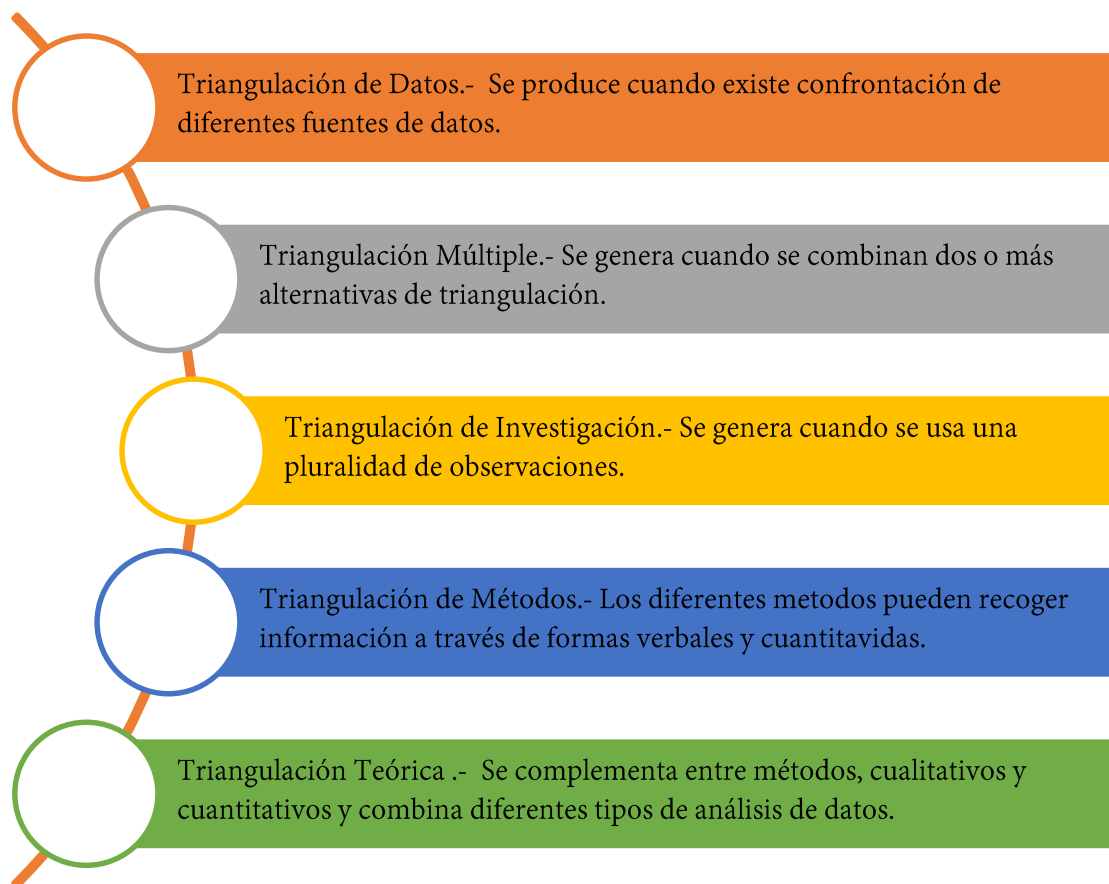 Triangulación de Datos.-  Se produce cuando existe confrontación de
diferentes fuentes de datos.
Triangulación Múltiple.- Se genera cuando se combinan dos o más
alternativas de triangulación.
Triangulación de Investigación.- Se genera cuando se usa una
pluralidad de observaciones.
Triangulación de Métodos.- Los diferentes metodos pueden recoger
información a través de formas verbales y cuantitavidas.
Triangulación Teórica .-  Se complementa entre métodos, cualitativos y
cuantitativos y combina diferentes tipos de análisis de datos.